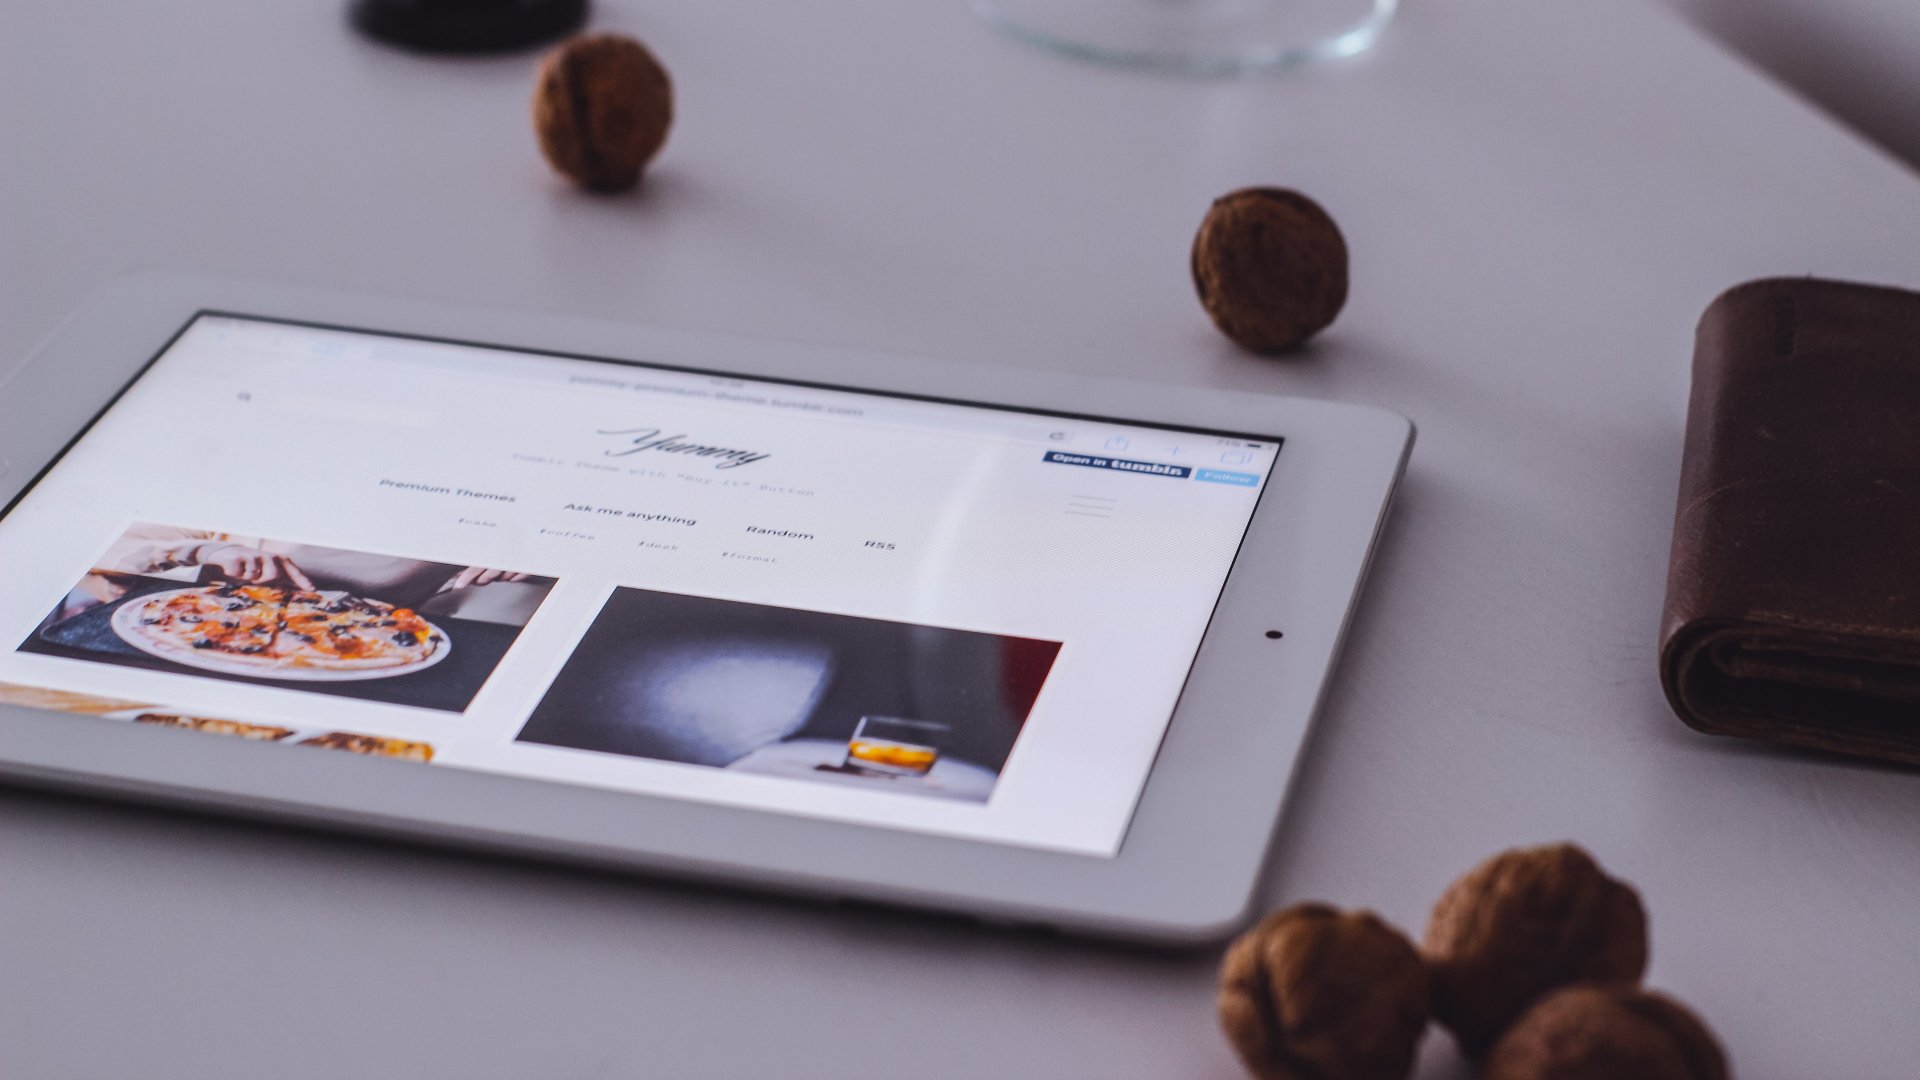 71%
yummy-premium-theme.tumblr.com
Open in tumblr.
Follow
Yummy
Tumblr Theme with "Buy it" Button
Premium Themes Ask me anything Random RSS
#cake #coffee #desk #format